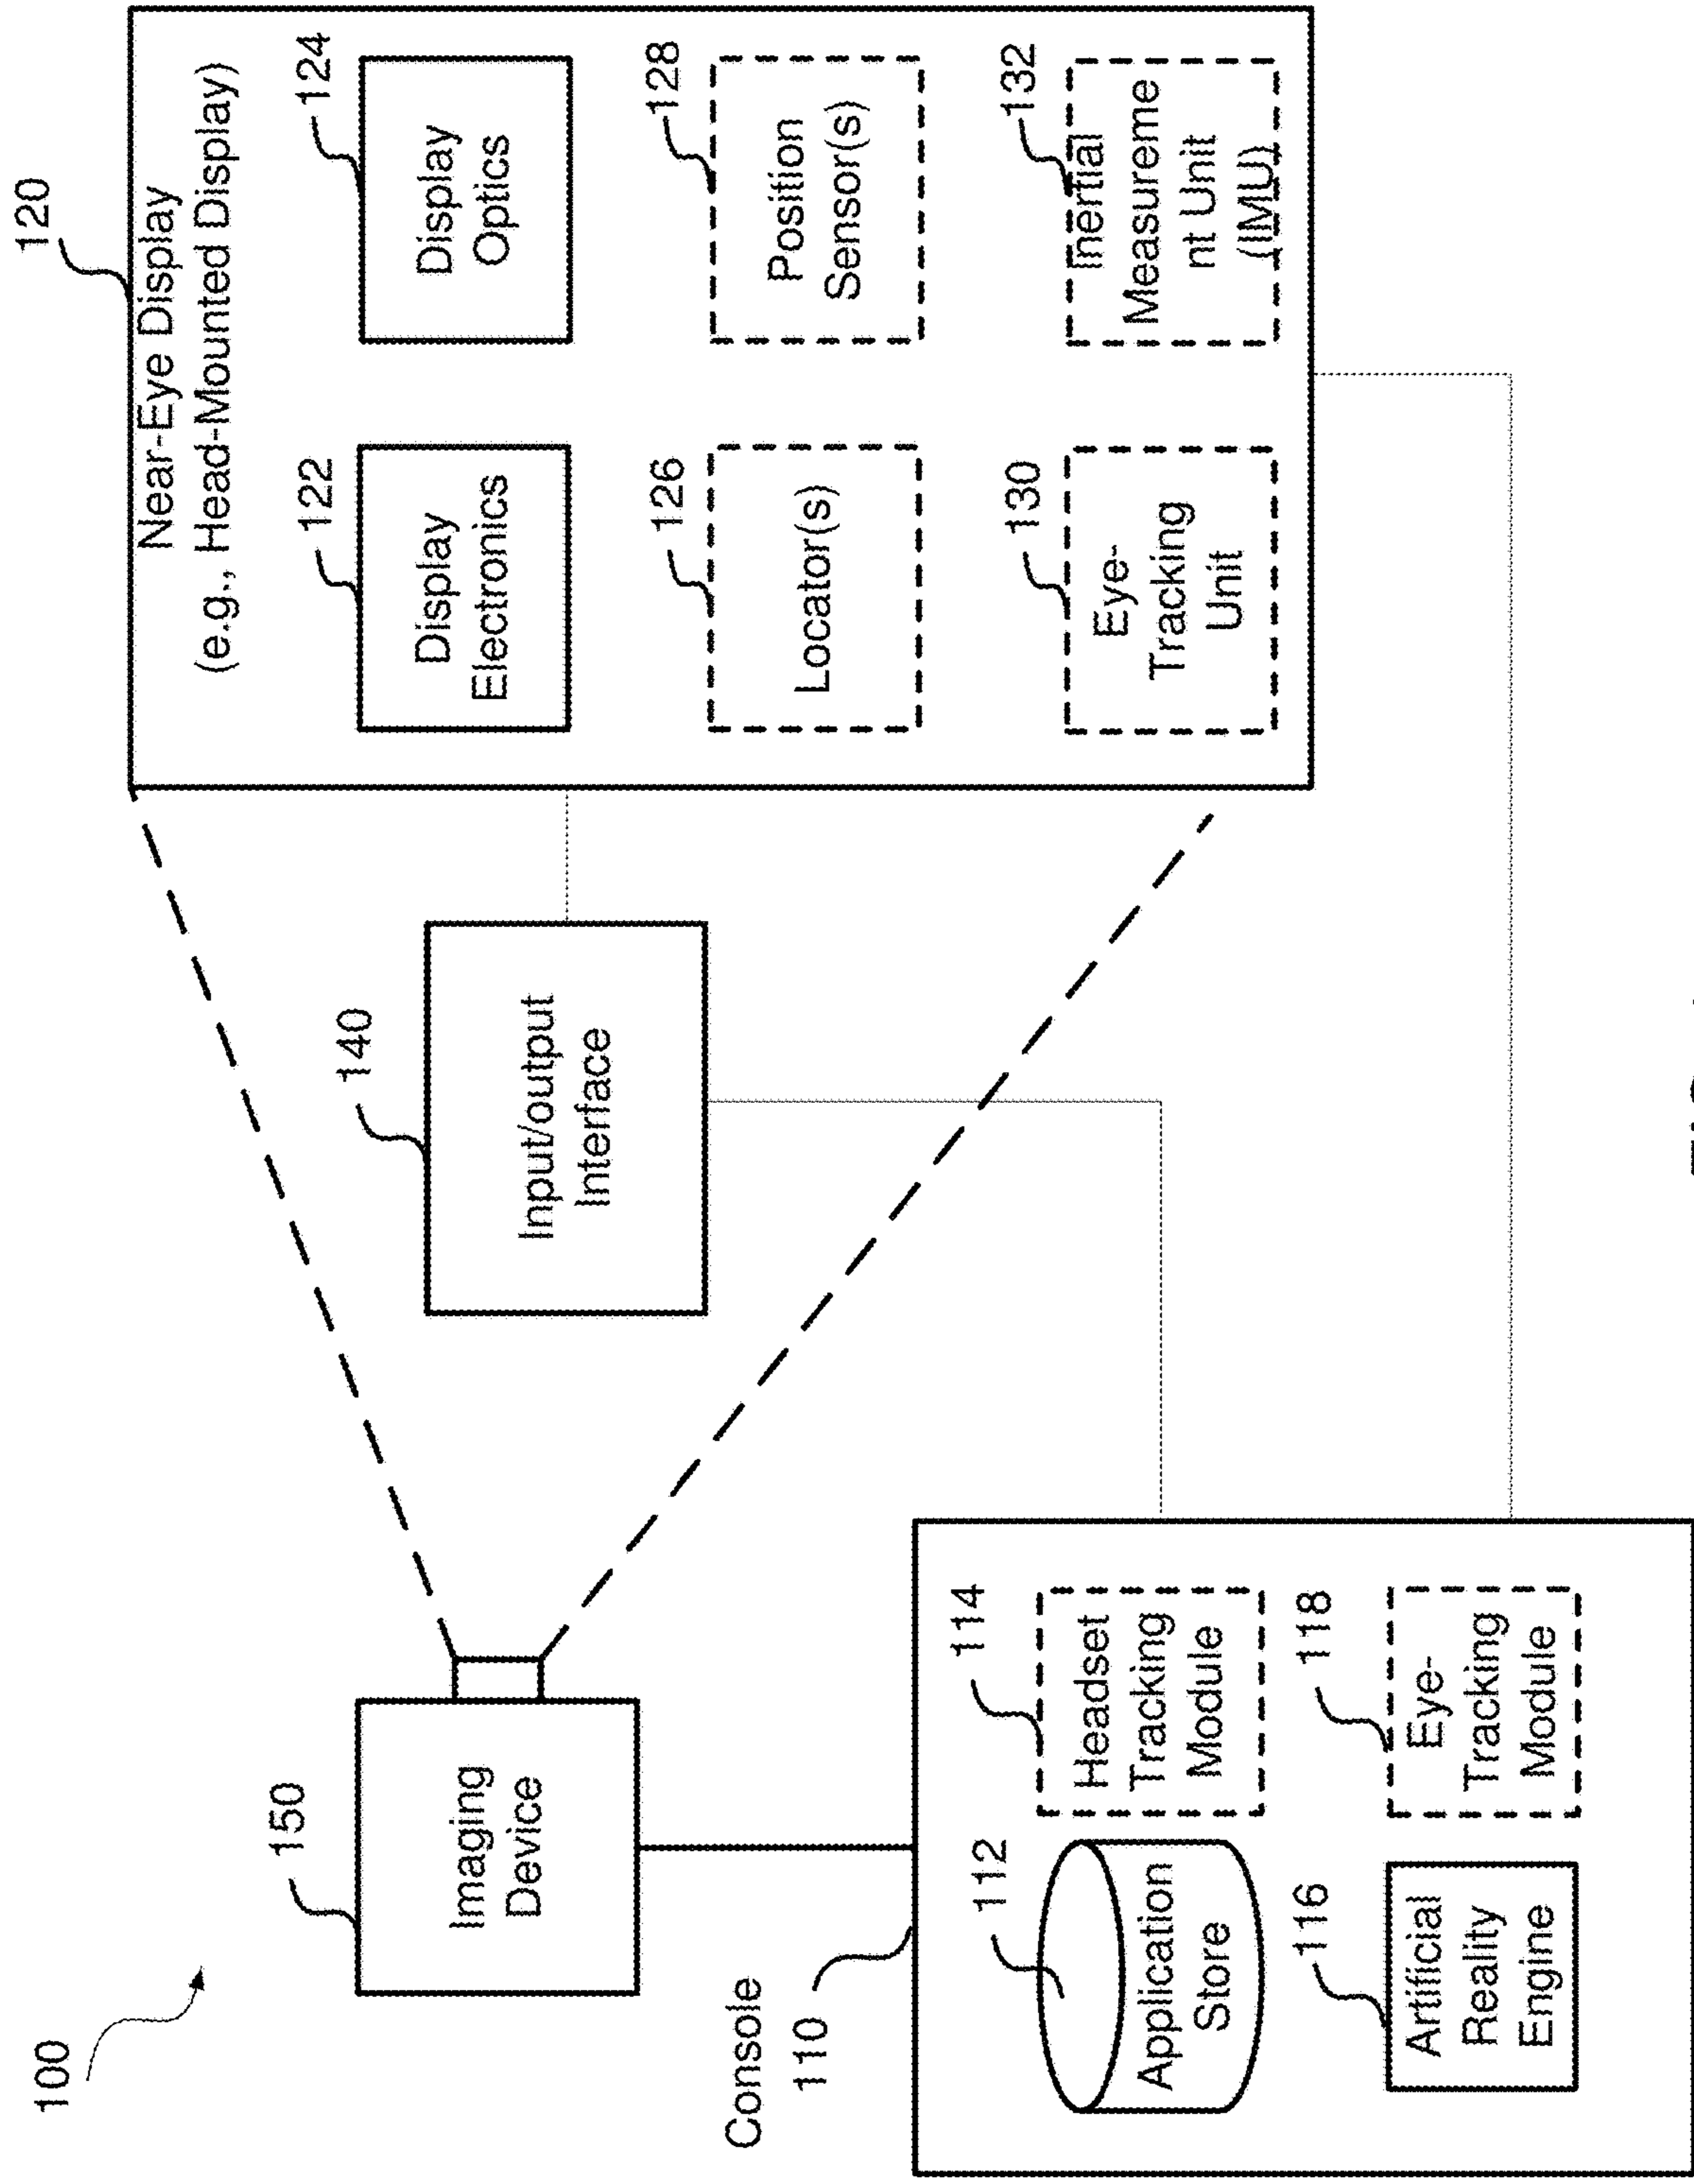 100
150
Imaging
Device
140
Input/output
Interface
120
Near-Eye Display
(e.g., Head-Mounted Display)
122
Display
Electronics
124
Display
Optics
126
Locator(s)
128
Position
Sensor(s)
130
Eye-
Tracking
Unit
132
Inertial
Measureme
nt Unit
(IMU)
Console
110
112
Application
Store
114
Headset
Tracking
Module
116
Artificial
Reality
Engine
118
Eye-
Tracking
Module